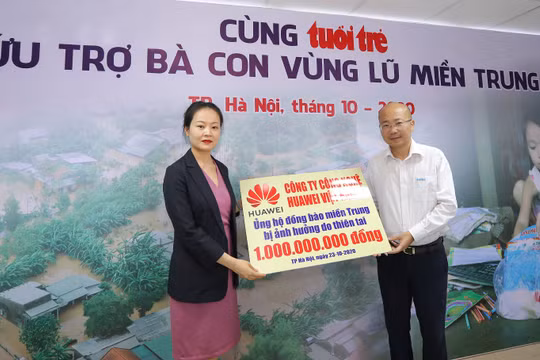 CÙNG tuổi trẻ
CỨU TRỢ BÀ CON VÙNG LŨ MIỀN TRUNG
TP. Hà Nội, tháng 10 - 2020
HUAWEI
CÔNG TY CÔNG NGHỆ
HUAWEI VIỆT
Ủng hộ đồng bào miền Trung
bị ảnh hưởng do thiên tai
1.000.000.000 đồng
TP Hà Nội, ngày 23-10-2020